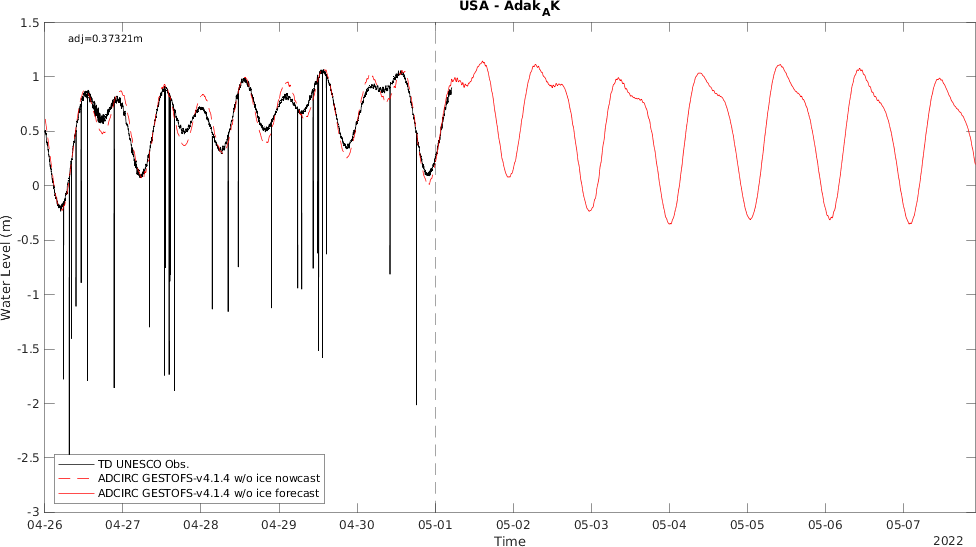 USA - Adak_AK
adj=0.37321m
1.5
1
0.5
0
-0.5
-1
-1.5
-2
-2.5
-3
Water Level (m)
TD UNESCO Obs.
ADCIRC GESTOFS-v4.1.4 w/o ice nowcast
ADCIRC GESTOFS-v4.1.4 w/o ice forecast
04-26 04-27 04-28 04-29 04-30 05-01 05-02 05-03 05-04 05-05 05-06 05-07
Time
2022